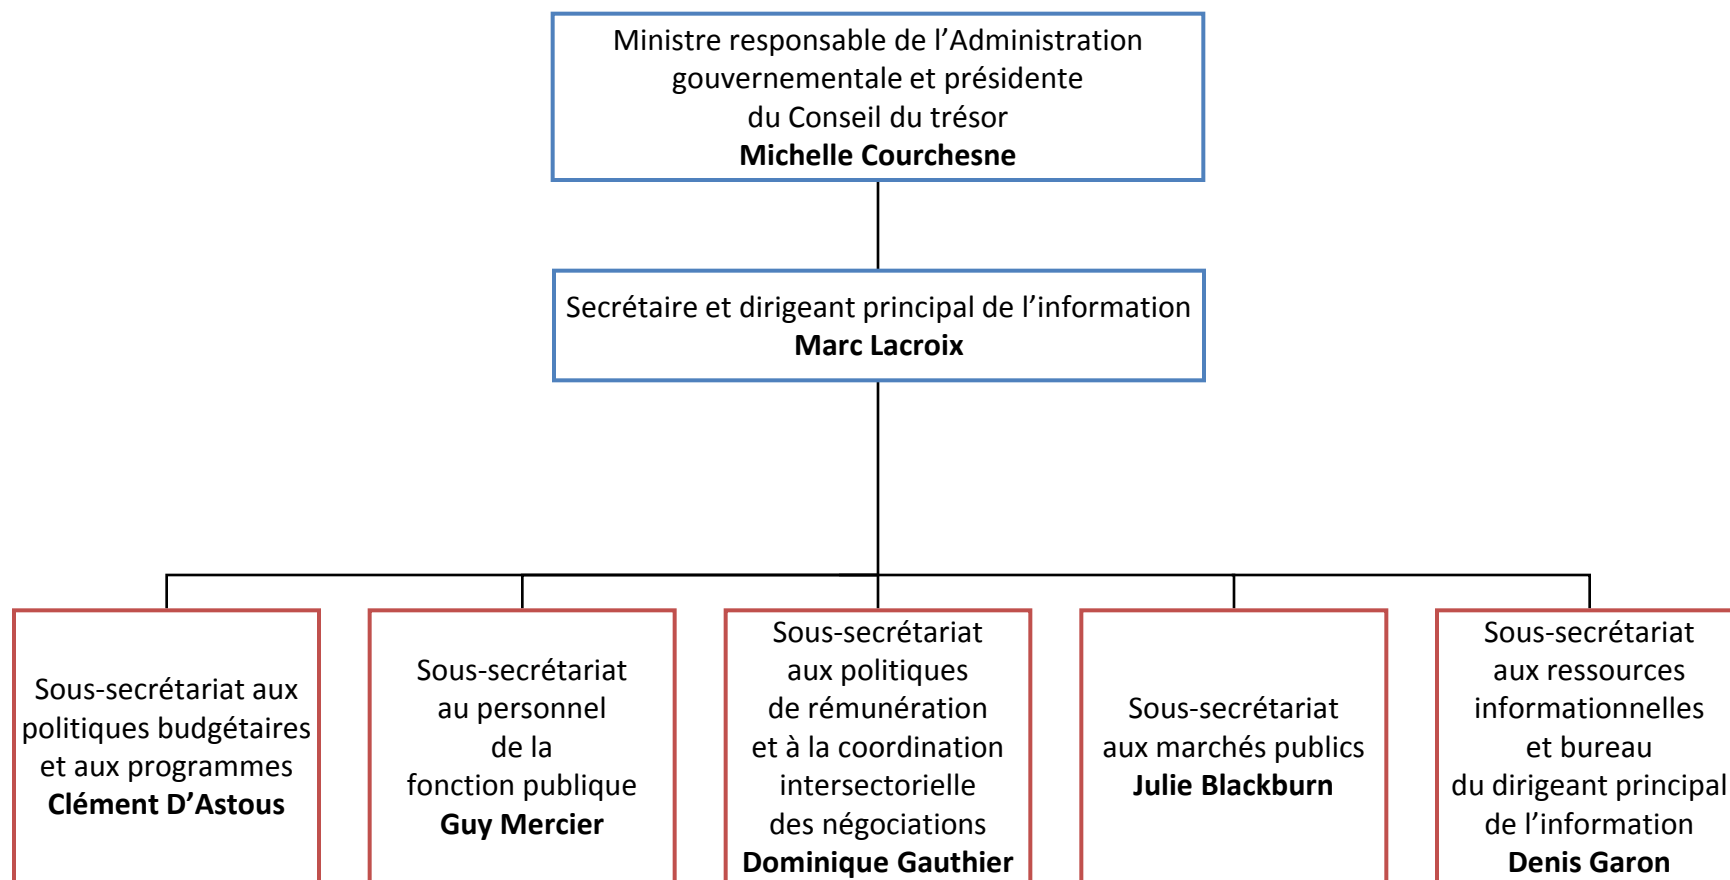 Ministre responsable de l’Administration
gouvernementale et présidente
du Conseil du trésor
Michelle Courchesne
Secrétaire et dirigeant principal de l’information
Marc Lacroix
Sous-secrétariat aux
politiques budgétaires
et aux programmes
Clément D’Astous
Sous-secrétariat
au personnel
de la
fonction publique
Guy Mercier
Sous-secrétariat
aux politiques
de rémunération
et à la coordination
intersectorielle
des négociations
Dominique Gauthier
Sous-secrétariat
aux marchés publics
Julie Blackburn
Sous-secrétariat
aux ressources
informationnelles
et bureau
du dirigeant principal
de l’information
Denis Garon